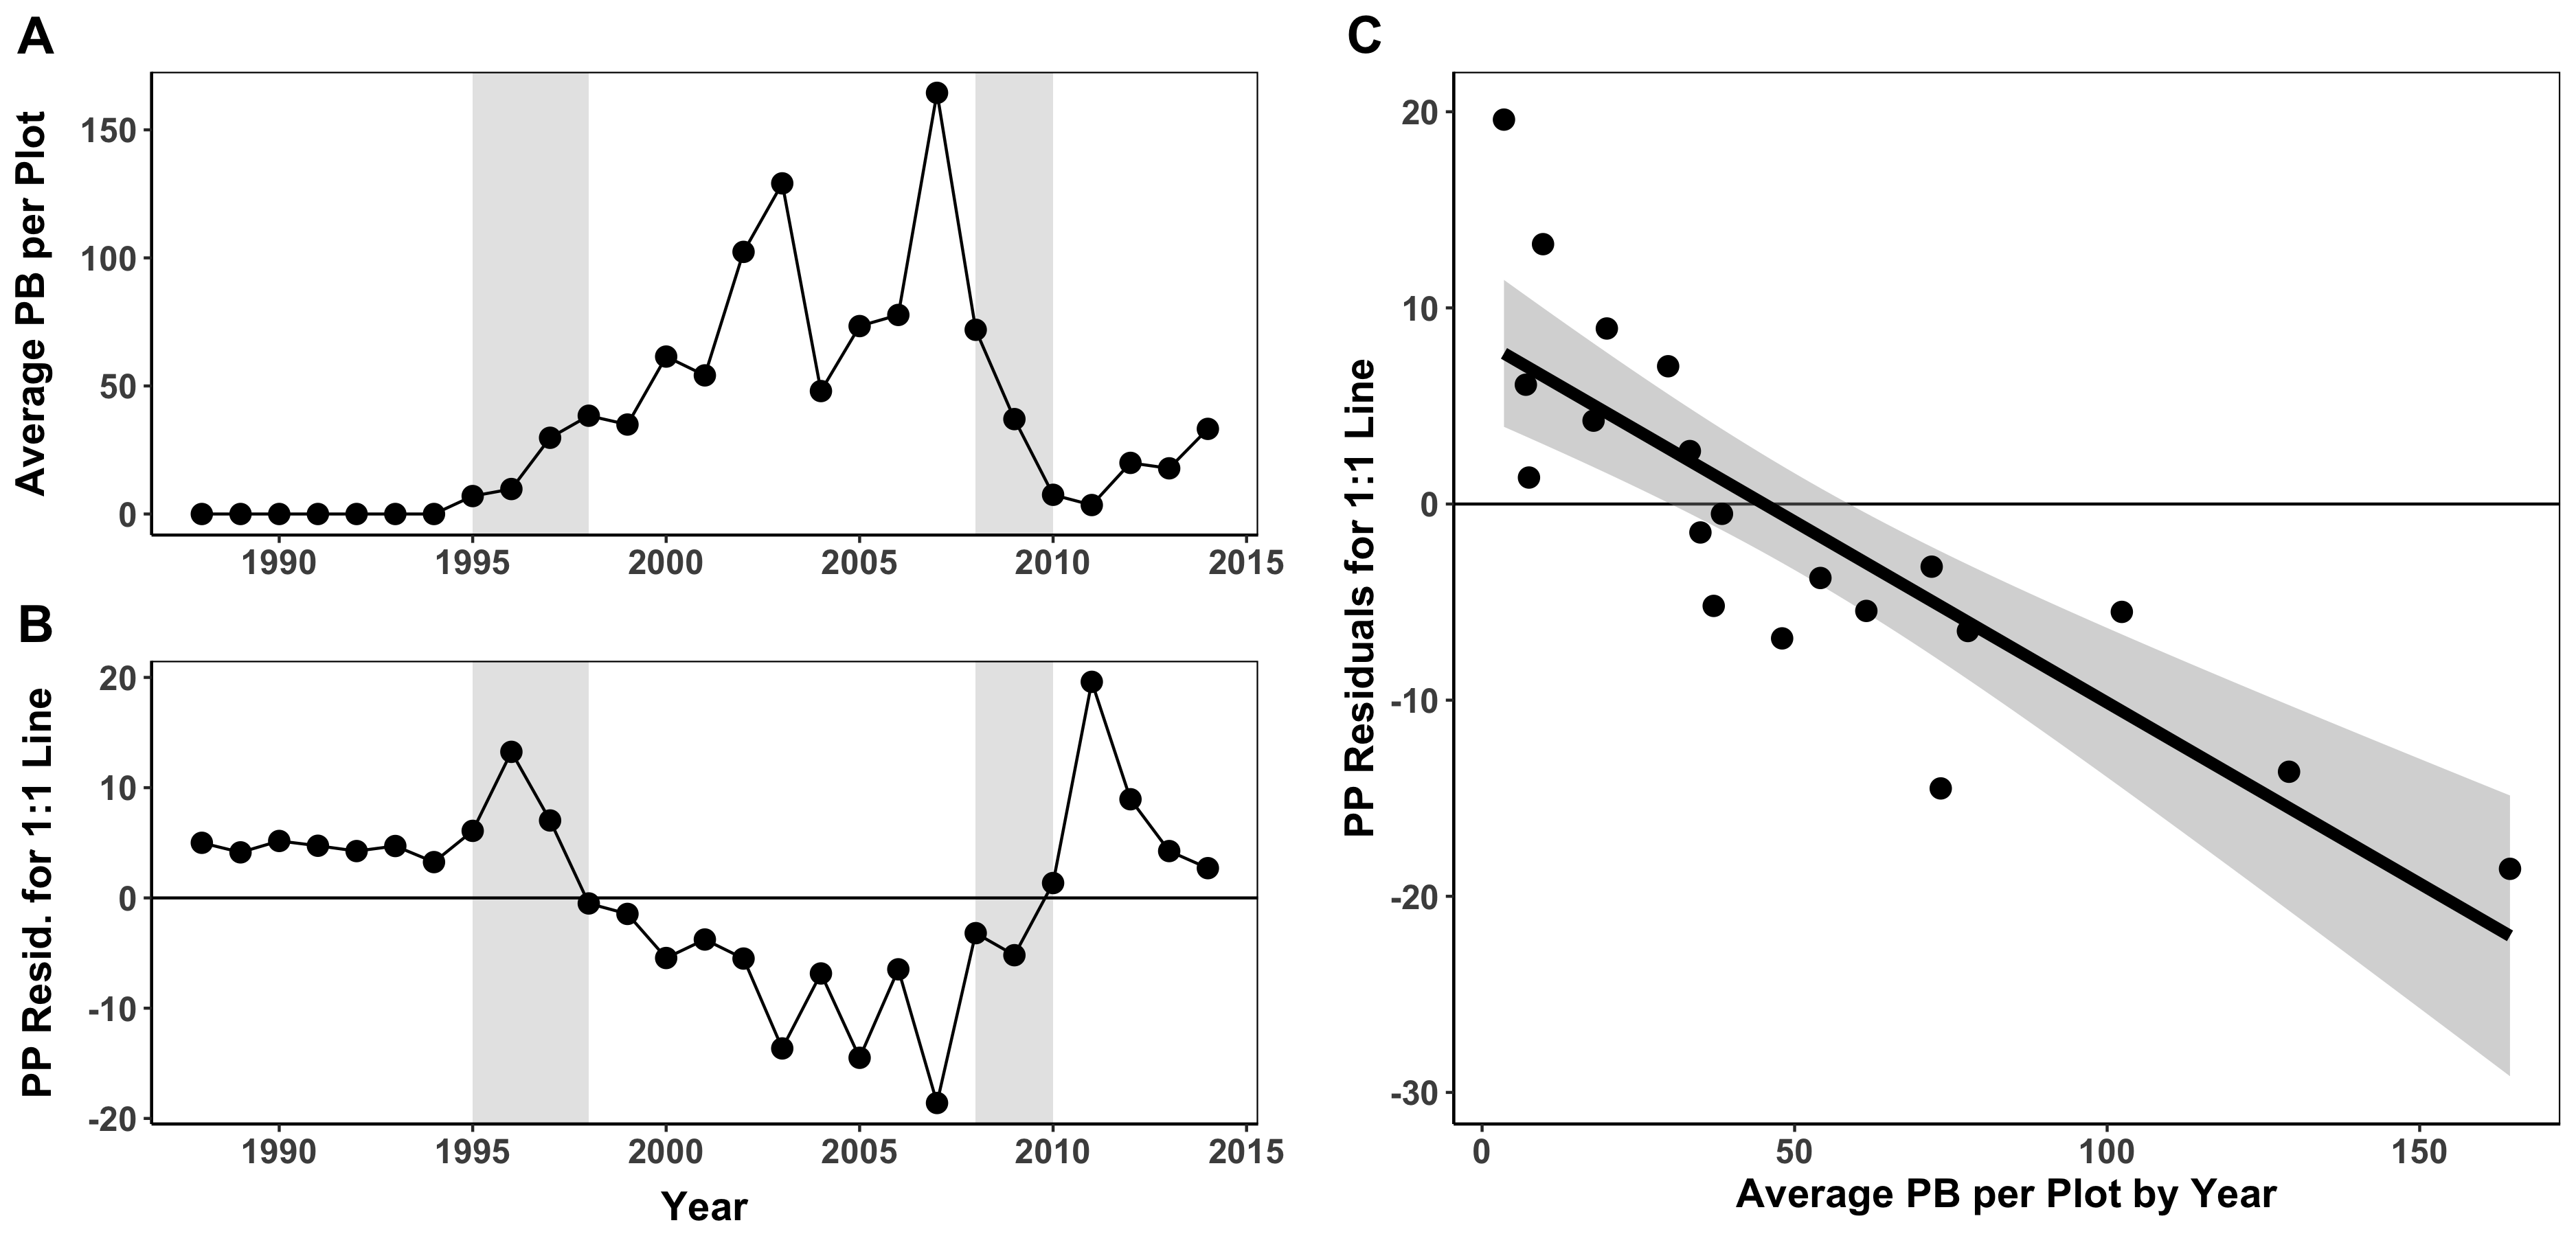 A
Average PB per Plot
150
100
50
0
1990 1995 2000 2005 2010 2015
B
PP Resid. for 1:1 Line
20
10
0
-10
-20
1990 1995 2000 2005 2010 2015
Year
C
PP Residuals for 1:1 Line
20
10
0
-10
-20
-30
0 50 100 150
Average PB per Plot by Year